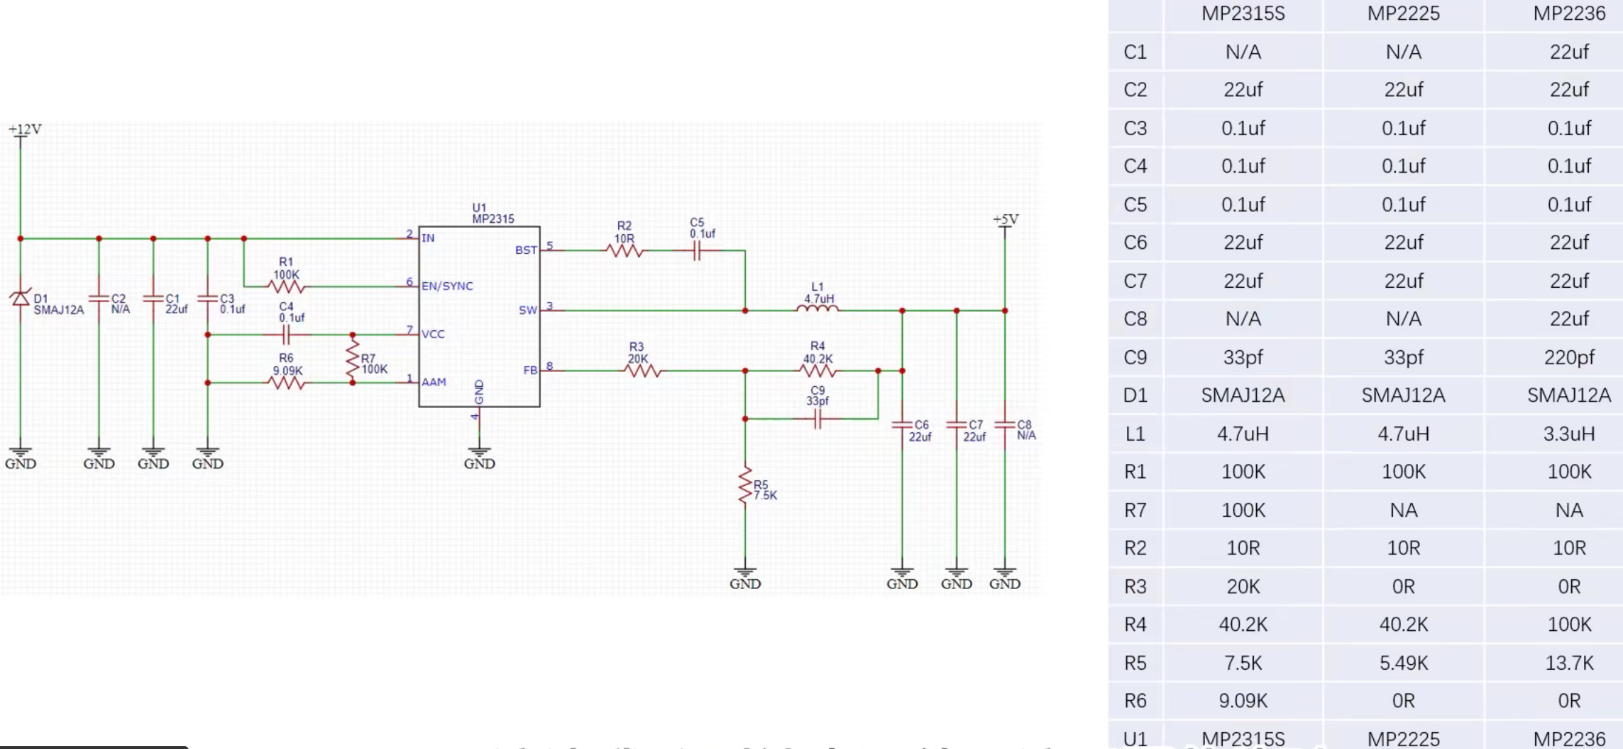 +12V
U1
MP2315
2 IN
R1
100K
6 EN/SYNC
C4
0.1uf
7 VCC
R6
9.09K
R7
100K
1 AAM
GND
4
BST 5
SW 3
FB 8
D1
SMAJ12A
C2
N/A
C1
22uf
C3
0.1uf
GND
GND
GND
GND
GND
R2
10R
C5
0.1uf
L1
4.7uH
+5V
R3
20K
R4
40.2K
C9
33pf
R5
7.5K
C6
22uf
C7
22uf
C8
N/A
GND
GND
GND
GND
MP2315S MP2225 MP2236
C1 N/A N/A 22uf
C2 22uf 22uf 22uf
C3 0.1uf 0.1uf 0.1uf
C4 0.1uf 0.1uf 0.1uf
C5 0.1uf 0.1uf 0.1uf
C6 22uf 22uf 22uf
C7 22uf 22uf 22uf
C8 N/A N/A 22uf
C9 33pf 33pf 220pf
D1 SMAJ12A SMAJ12A SMAJ12A
L1 4.7uH 4.7uH 3.3uH
R1 100K 100K 100K
R7 100K NA NA
R2 10R 10R 10R
R3 20K 0R 0R
R4 40.2K 40.2K 100K
R5 7.5K 5.49K 13.7K
R6 9.09K 0R 0R
U1 MP2315S MP2225 MP2236